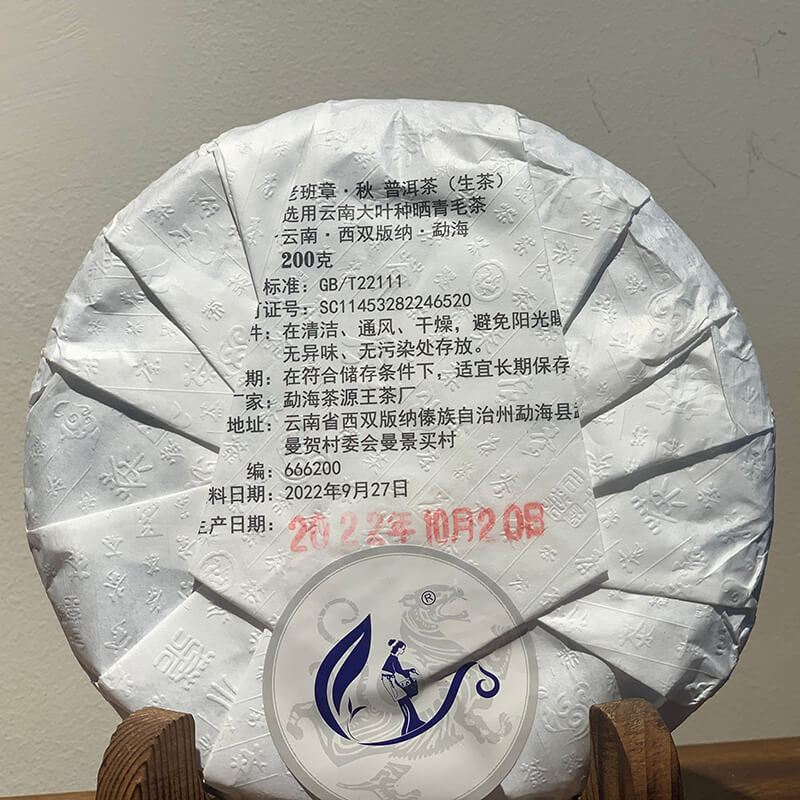 老班章·秋 普洱茶（生茶）
选用云南大叶种晒青毛茶
云南·西双版纳·勐海
200克
标准：GB/T22111
可证号：SC11453282246520
件：在清洁、通风、干燥，避免阳光
无异味、无污染处存放。
期：在符合储存条件下，适宜长期保存
厂家：勐海茶源王茶厂
地址：云南省西双版纳傣族自治州勐海县
曼贺村委会曼景买村
编：666200
料日期：2022年9月27日
生产日期：2022年10月20日
®